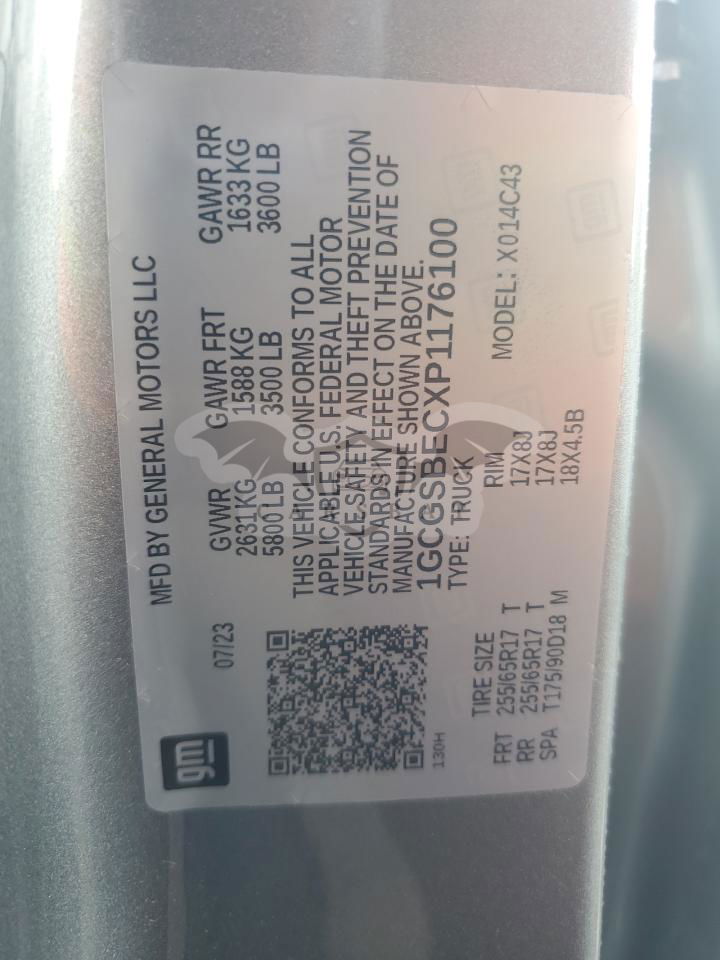 gm
MFD BY GENERAL MOTORS LLC
07/23
GVWR GAWR FRT GAWR RR
2631KG 1588 KG 1633 KG
5800 LB 3500 LB 3600 LB
THIS VEHICLE CONFORMS TO ALL
APPLICABLE U.S. FEDERAL MOTOR
VEHICLE SAFETY AND THEFT PREVENTION
STANDARDS IN EFFECT ON THE DATE OF
MANUFACTURE SHOWN ABOVE.
1GCGSBECXP1176100
130H
TYPE: TRUCK
MODEL: X014C43
TIRE SIZE RIM
FRT 255/65R17 T 17X8J
RR 255/65R17 T 17X8J
SPA T175/90D18 M 18X4.5B